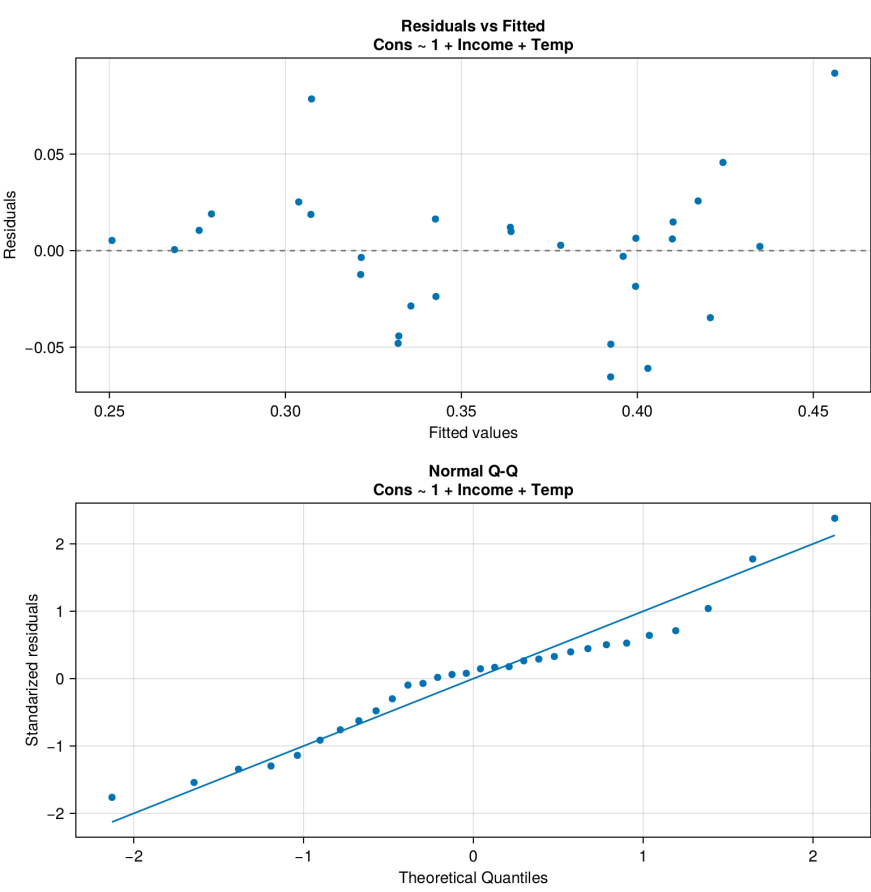 Residuals vs Fitted
Cons ~ 1 + Income + Temp
Residuals
0.05
0.00
−0.05
0.25 0.30 0.35 0.40 0.45
Fitted values
Normal Q-Q
Cons ~ 1 + Income + Temp
Standarized residuals
2
1
0
−1
−2
−2 −1 0 1 2
Theoretical Quantiles